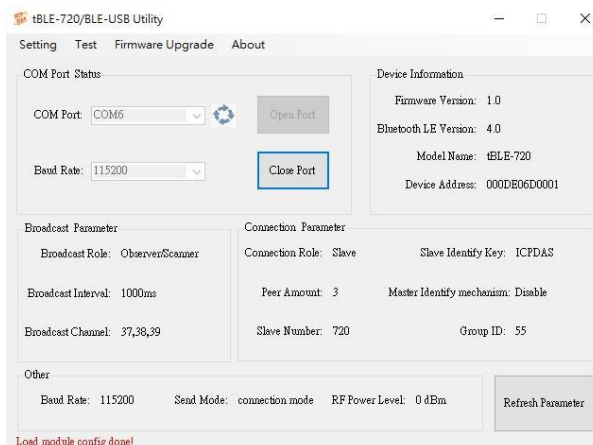 tBLE-720/BLE-USB Utility
Setting Test Firmware Upgrade About
COM Port Status
COM Port: COM6 Open Port
Baud Rate: 115200 Close Port
Device Information
Firmware Version: 1.0
Bluetooth LE Version: 4.0
Model Name: tBLE-720
Device Address: 000DE06D0001
Broadcast Parameter
Broadcast Role: Observer/Scanner
Broadcast Interval: 1000ms
Broadcast Channel: 37,38,39
Connection Parameter
Connection Role: Slave Slave Identify Key: ICPDAS
Peer Amount: 3 Master Identify mechanism: Disable
Slave Number: 720 Group ID: 55
Other
Baud Rate: 115200 Send Mode: connection mode RF Power Level: 0 dBm
Refresh Parameter
Load module config done!